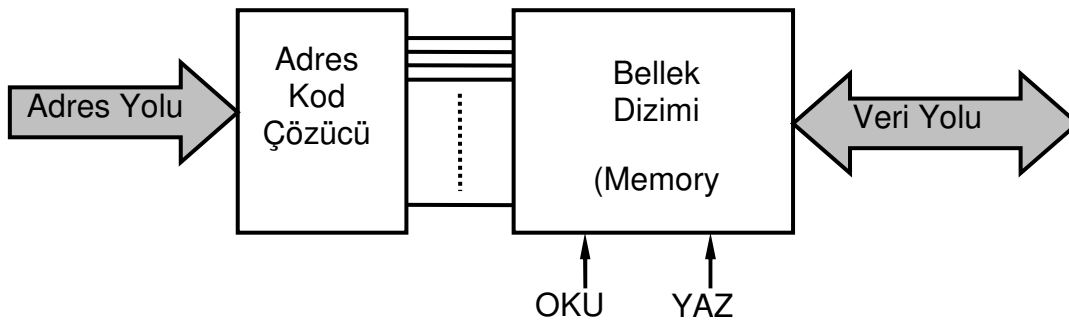 Adres Yolu
Adres
Kod
Çözücü
Bellek
Dizimi
(Memory
Veri Yolu
OKU
YAZ